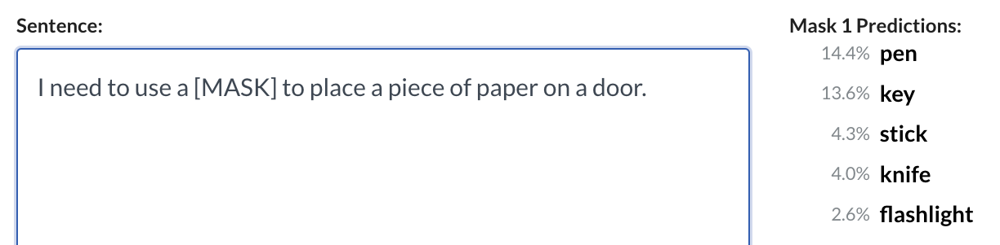 Sentence:
I need to use a [MASK] to place a piece of paper on a door.
Mask 1 Predictions:
14.4% pen
13.6% key
4.3% stick
4.0% knife
2.6% flashlight